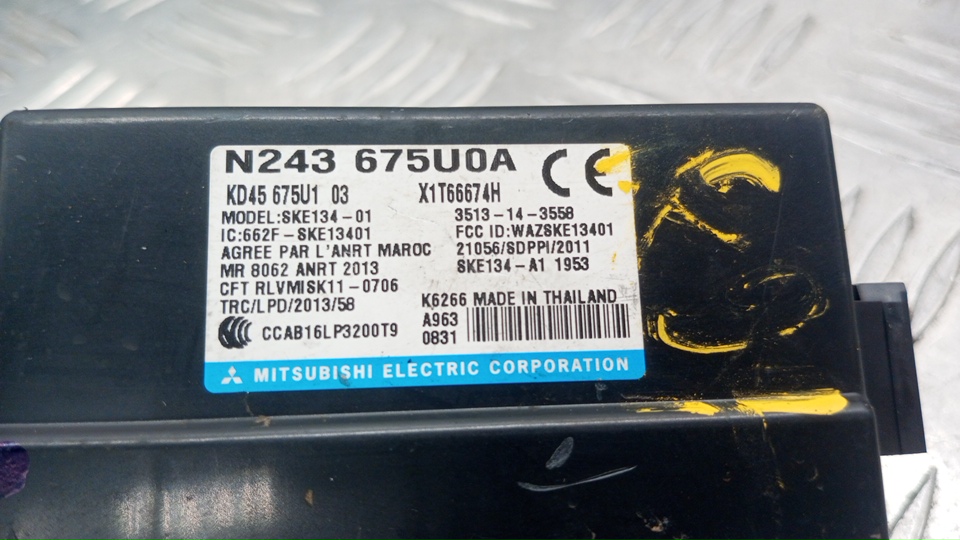 N243 675U0A CE
KD45 675U1 03 X1T66674H
MODEL:SKE134-01 3513-14-3558
IC:662F-SKE13401 FCC ID:WAZSKE13401
AGREE PAR L'ANRT MAROC 21056/SDPPI/2011
MR 8062 ANRT 2013 SKE134-A1 1953
CFT RLVMISK11-0706
TRC/LPD/2013/58 K6266 MADE IN THAILAND
CCAB16LP3200T9 A963
0831
MITSUBISHI ELECTRIC CORPORATION